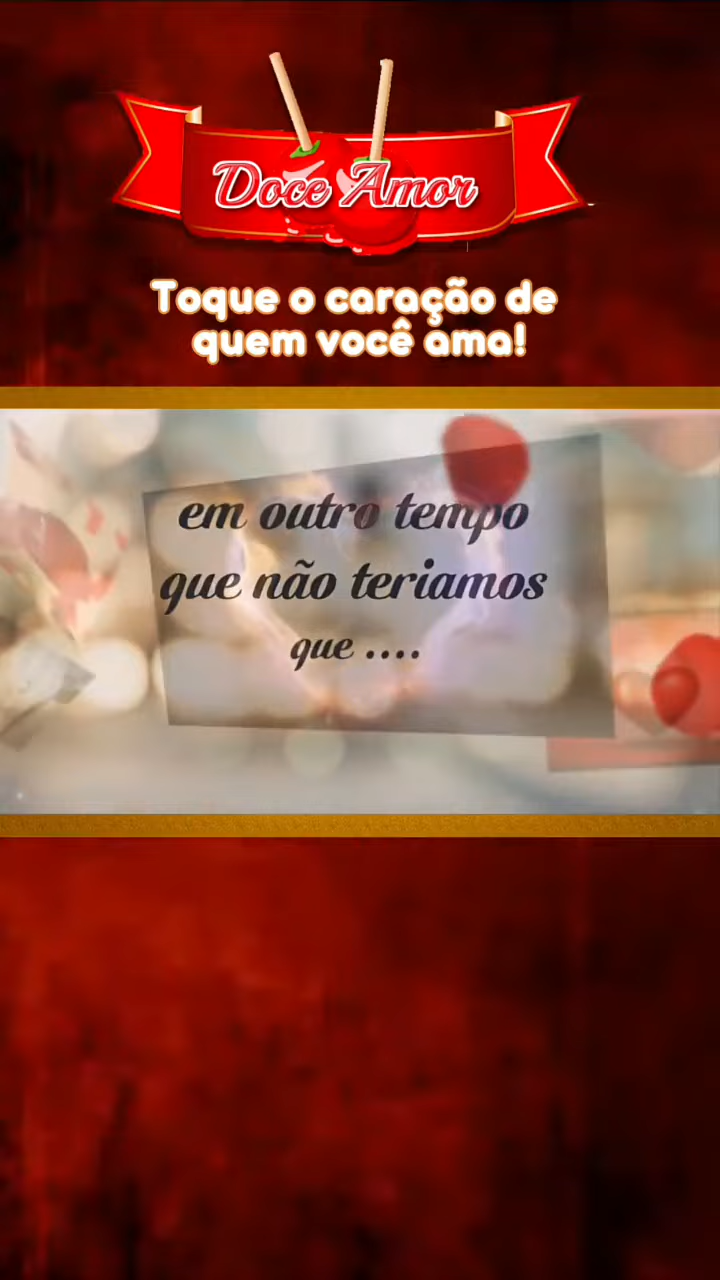 Doce Amor
Toque o caração de
quem você ama!
em outro tempo
que não teriamos
que ....